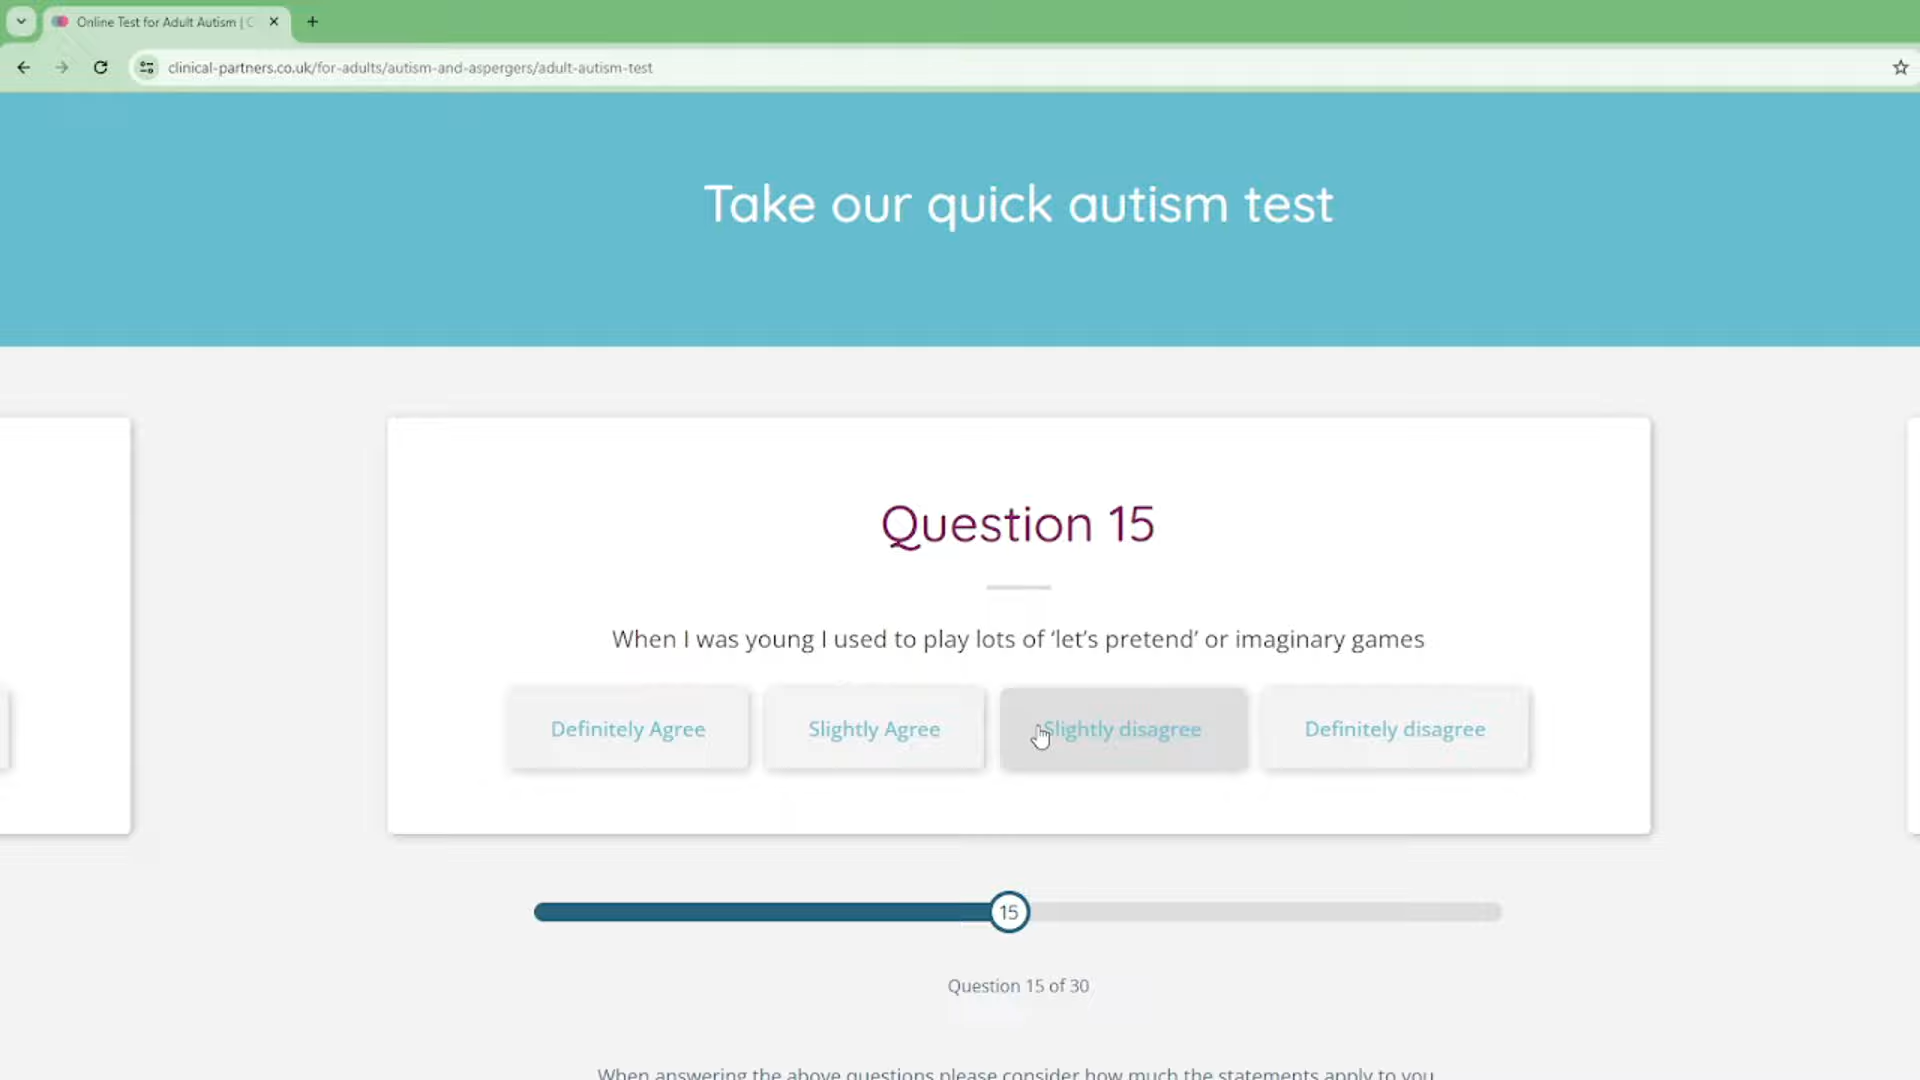 Online Test for Adult Autism | C
clinical-partners.co.uk/for-adults/autism-and-aspergers/adult-autism-test
Take our quick autism test
Question 15
When I was young I used to play lots of ‘let’s pretend’ or imaginary games
Definitely Agree
Slightly Agree
Slightly disagree
Definitely disagree
15
Question 15 of 30
When answering the above questions please consider how much the statements apply to you